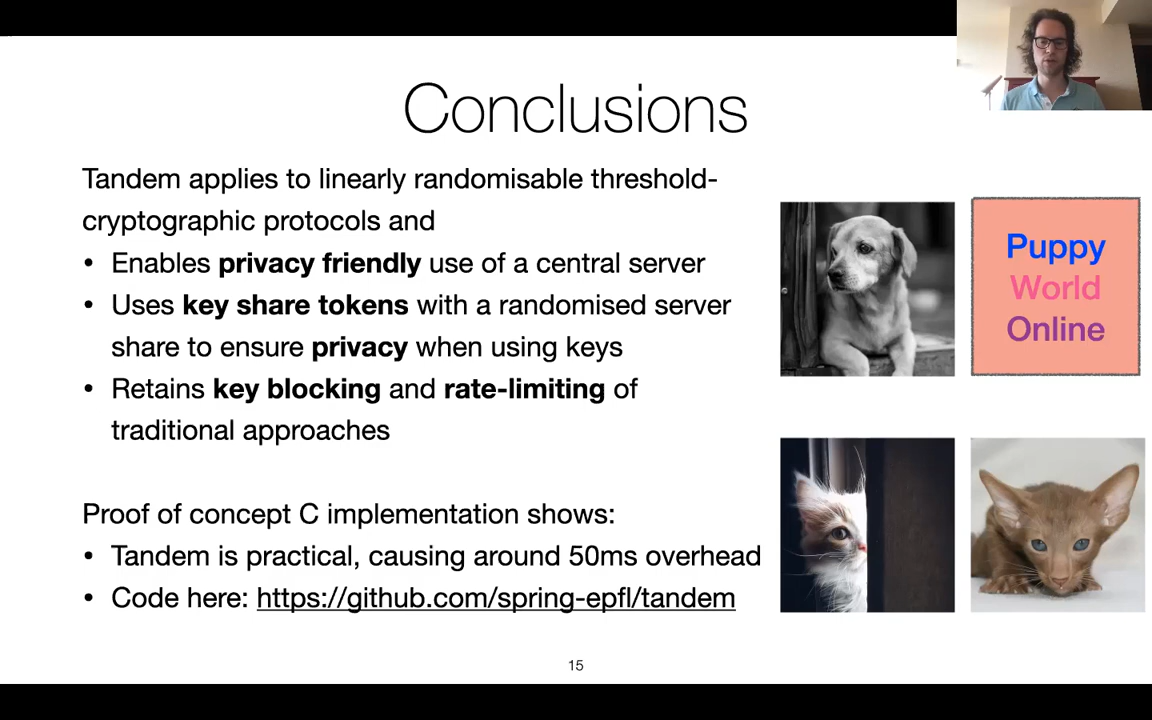 Conclusions
Tandem applies to linearly randomisable threshold-
cryptographic protocols and
• Enables privacy friendly use of a central server
• Uses key share tokens with a randomised server
share to ensure privacy when using keys
• Retains key blocking and rate-limiting of
traditional approaches
Proof of concept C implementation shows:
• Tandem is practical, causing around 50ms overhead
• Code here: https://github.com/spring-epfl/tandem
Puppy
World
Online
15